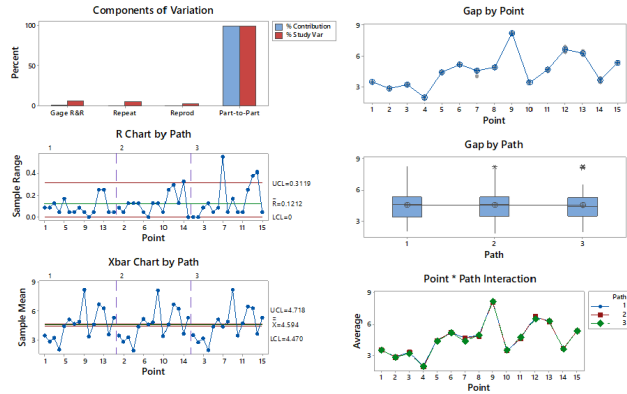 Components of Variation
Percent
100
50
0
Gage R&R
Repeat
Reprod
Part-to-Part
% Contribution
% Study Var
Gap by Point
9
6
3
1 2 3 4 5 6 7 8 9 10 11 12 13 14 15
Point
R Chart by Path
1 2 3
Sample Range
0.4
0.2
0.0
UCL=0.3119
R=0.1212
LCL=0
1 5 6 10 14 3 7 11 15
Point
Gap by Path
9
6
3
1 2 3
Path
Xbar Chart by Path
1 2 3
Sample Mean
9
6
3
UCL=4.718
X=4.594
LCL=4.470
1 5 6 10 14 3 7 11 15
Point
Point * Path Interaction
Average
9
6
3
1 2 3 4 5 6 7 8 9 10 11 12 13 14 15
Point
Path
1
2
3